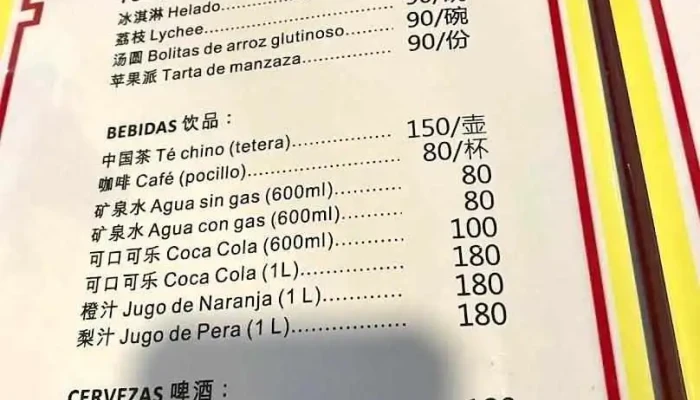 冰淇淋 Helado
荔枝 Lychee
汤圆 Bolitas de arroz glutinoso............... 90/碗
苹果派 Tarta de manzaza.................. 90/份
BEBIDAS 饮品：
中国茶 Té chino (tetera)................. 150/壶
咖啡 Café (pocillo)........................ 80/杯
矿泉水 Agua sin gas (600ml)........... 80
矿泉水 Agua con gas (600ml).......... 80
可口可乐 Coca Cola (600ml)............ 100
可口可乐 Coca Cola (1L)................. 180
橙汁 Jugo de Naranja (1 L)............. 180
梨汁 Jugo de Pera (1 L)................... 180
CERVEZAS 啤酒：